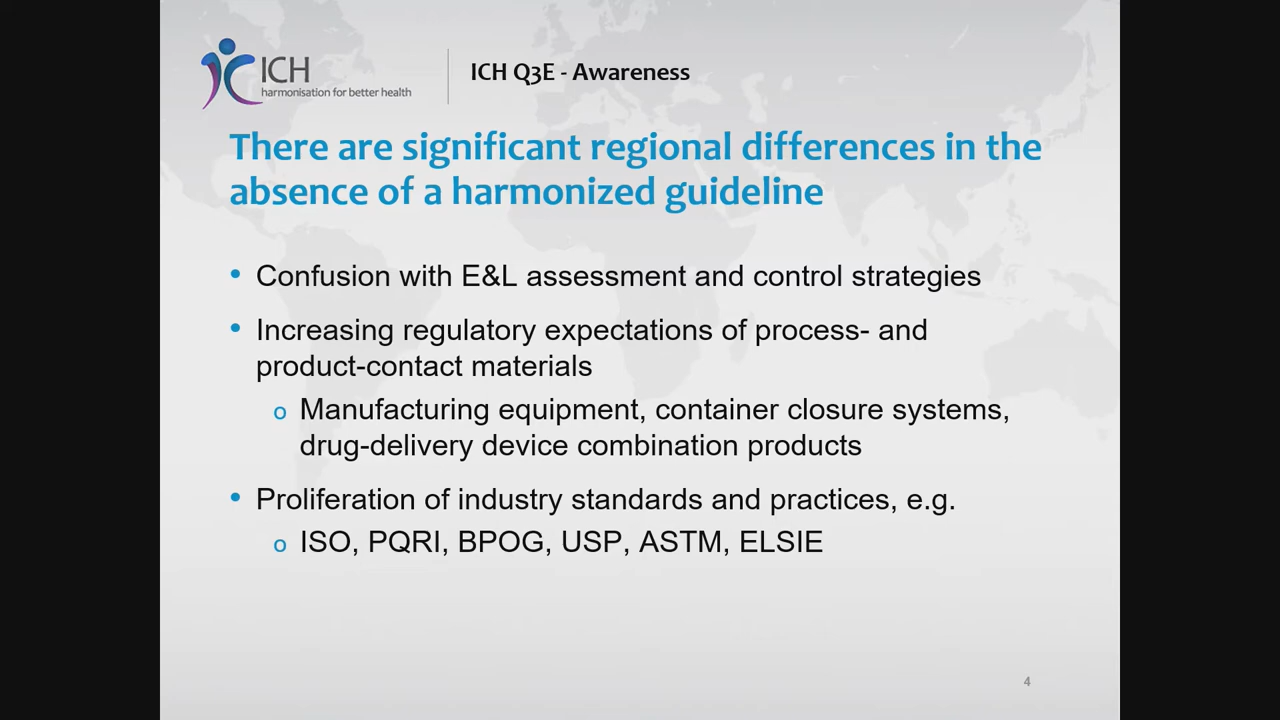 ICH
harmonisation for better health
ICH Q3E - Awareness
There are significant regional differences in the
absence of a harmonized guideline
• Confusion with E&L assessment and control strategies
• Increasing regulatory expectations of process- and
product-contact materials
o Manufacturing equipment, container closure systems,
drug-delivery device combination products
• Proliferation of industry standards and practices, e.g.
o ISO, PQRI, BPOG, USP, ASTM, ELSIE
4